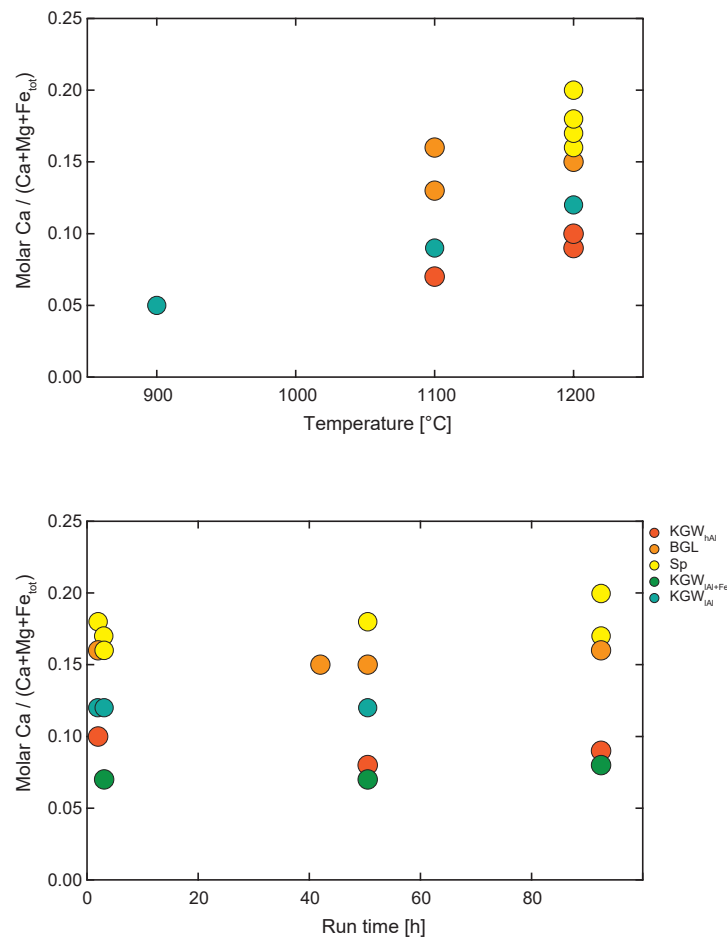 Molar Ca / (Ca+Mg+Fe_tot)
0.25
0.20
0.15
0.10
0.05
0.00
900
1000
1100
1200
Temperature [°C]
Molar Ca / (Ca+Mg+Fe_tot)
0.25
0.20
0.15
0.10
0.05
0.00
0
20
40
60
80
Run time [h]
KGW_hAl
BGL
Sp
KGW_lAl+Fe
KGW_lAl